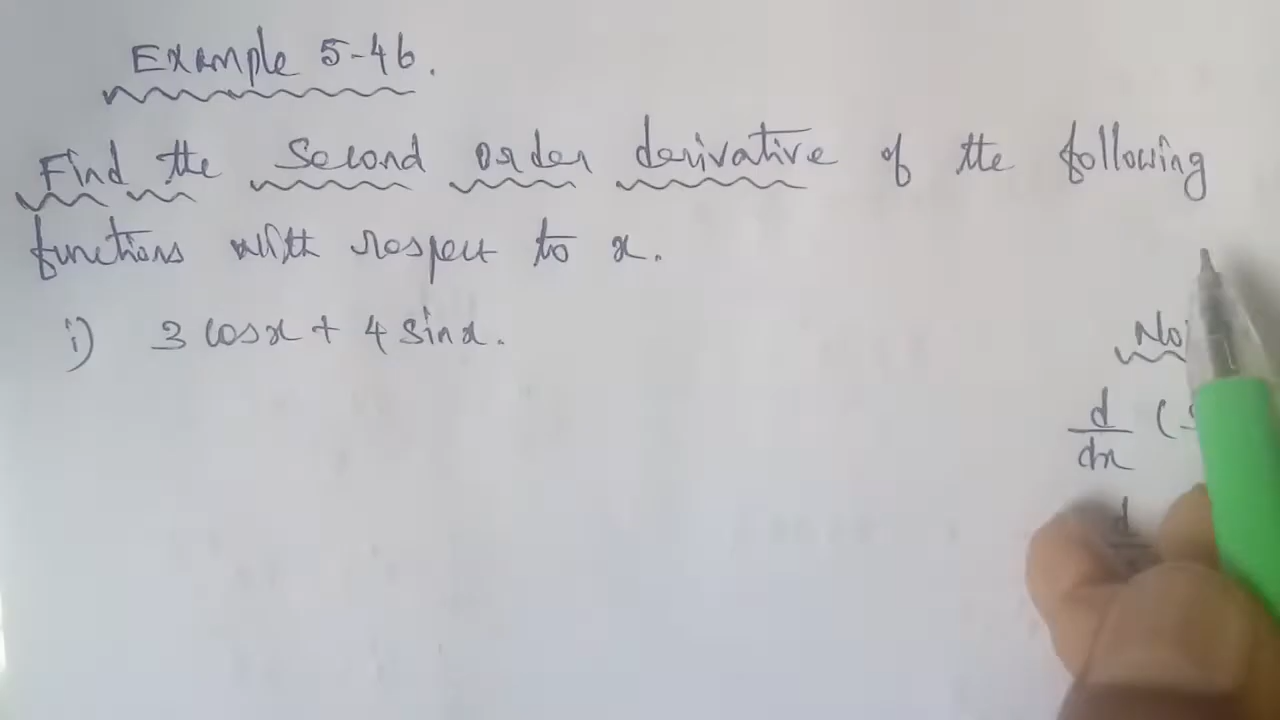 Example 5-46.
Find the Second order derivative of the following
functions with respect to x.
i) 3 cosx + 4 sinx.
d/dx (
d